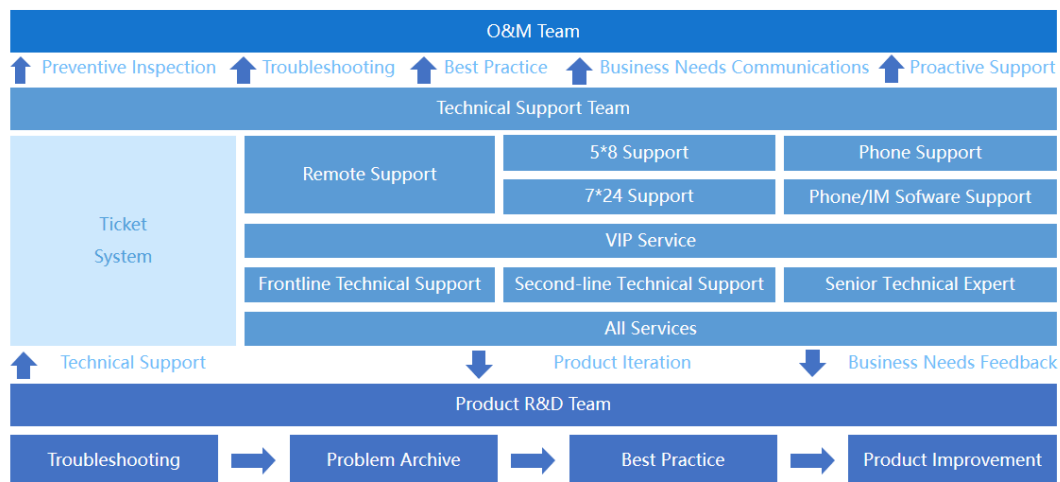 O&M Team
Preventive Inspection
Troubleshooting
Best Practice
Business Needs Communications
Proactive Support
Technical Support Team
Ticket
System
Remote Support
5*8 Support
Phone Support
7*24 Support
Phone/IM Sofware Support
VIP Service
Frontline Technical Support
Second-line Technical Support
Senior Technical Expert
All Services
Technical Support
Product Iteration
Business Needs Feedback
Product R&D Team
Troubleshooting
Problem Archive
Best Practice
Product Improvement